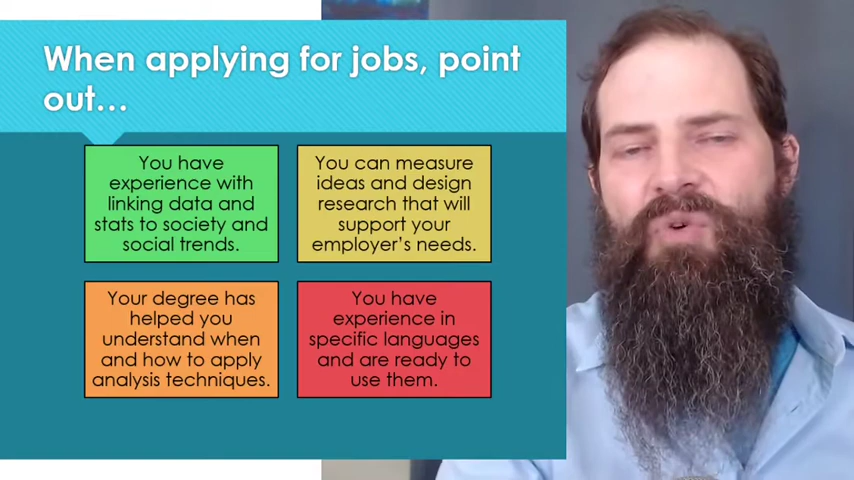 When applying for jobs, point
out…
You have
experience with
linking data and
stats to society and
social trends.
You can measure
ideas and design
research that will
support your
employer's needs.
Your degree has
helped you
understand when
and how to apply
analysis techniques.
You have
experience in
specific languages
and are ready to
use them.